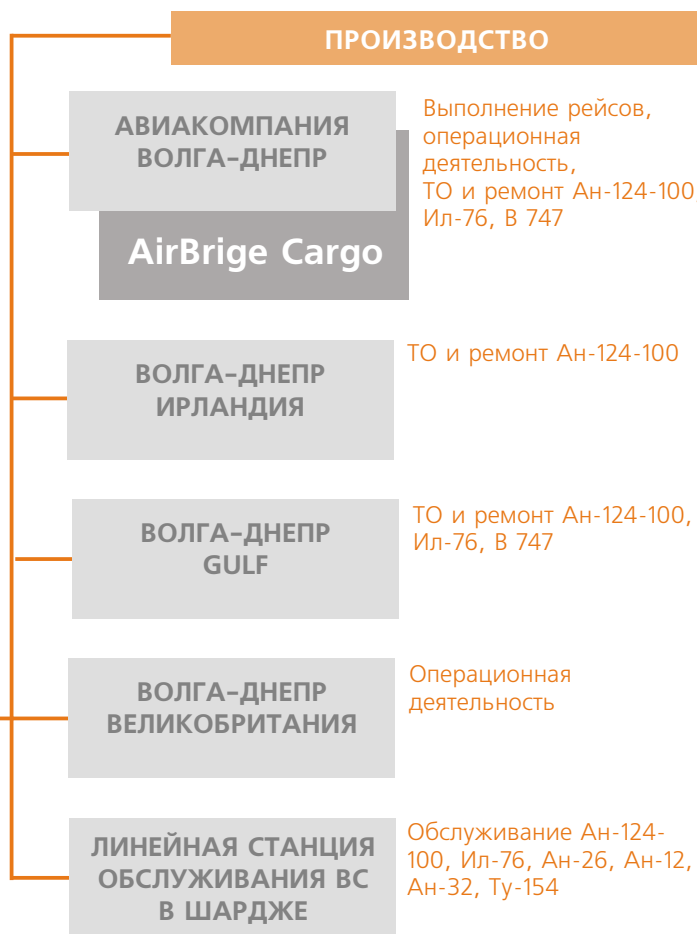 ПРОИЗВОДСТВО
АВИАКОМПАНИЯ
ВОЛГА–ДНЕПР
AirBrige Cargo
Выполнение рейсов,
операционная
деятельность,
ТО и ремонт Ан-124-100
Ил-76, В 747
ВОЛГА–ДНЕПР
ИРЛАНДИЯ
ТО и ремонт Ан-124-100
ВОЛГА–ДНЕПР
GULF
ТО и ремонт Ан-124-100,
Ил-76, В 747
ВОЛГА–ДНЕПР
ВЕЛИКОБРИТАНИЯ
Операционная
деятельность
ЛИНЕЙНАЯ СТАНЦИЯ
ОБСЛУЖИВАНИЯ ВС
В ШАРДЖЕ
Обслуживание Ан-124-
100, Ил-76, Ан-26, Ан-12,
Ан-32, Ту-154